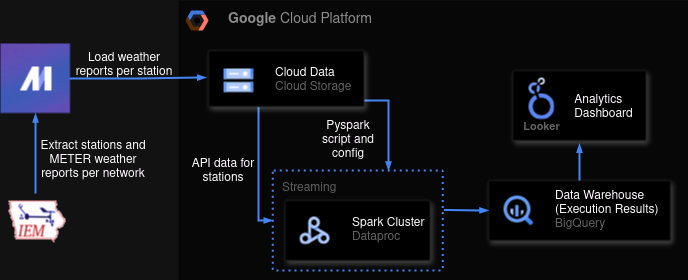 Google Cloud Platform
Load weather
reports per station
Cloud Data
Cloud Storage
Extract stations and
METER weather
reports per network
IEM
API data for
stations
Pyspark
script and
config
Streaming
Spark Cluster
Dataproc
Looker
Analytics
Dashboard
Data Warehouse
(Execution Results)
BigQuery